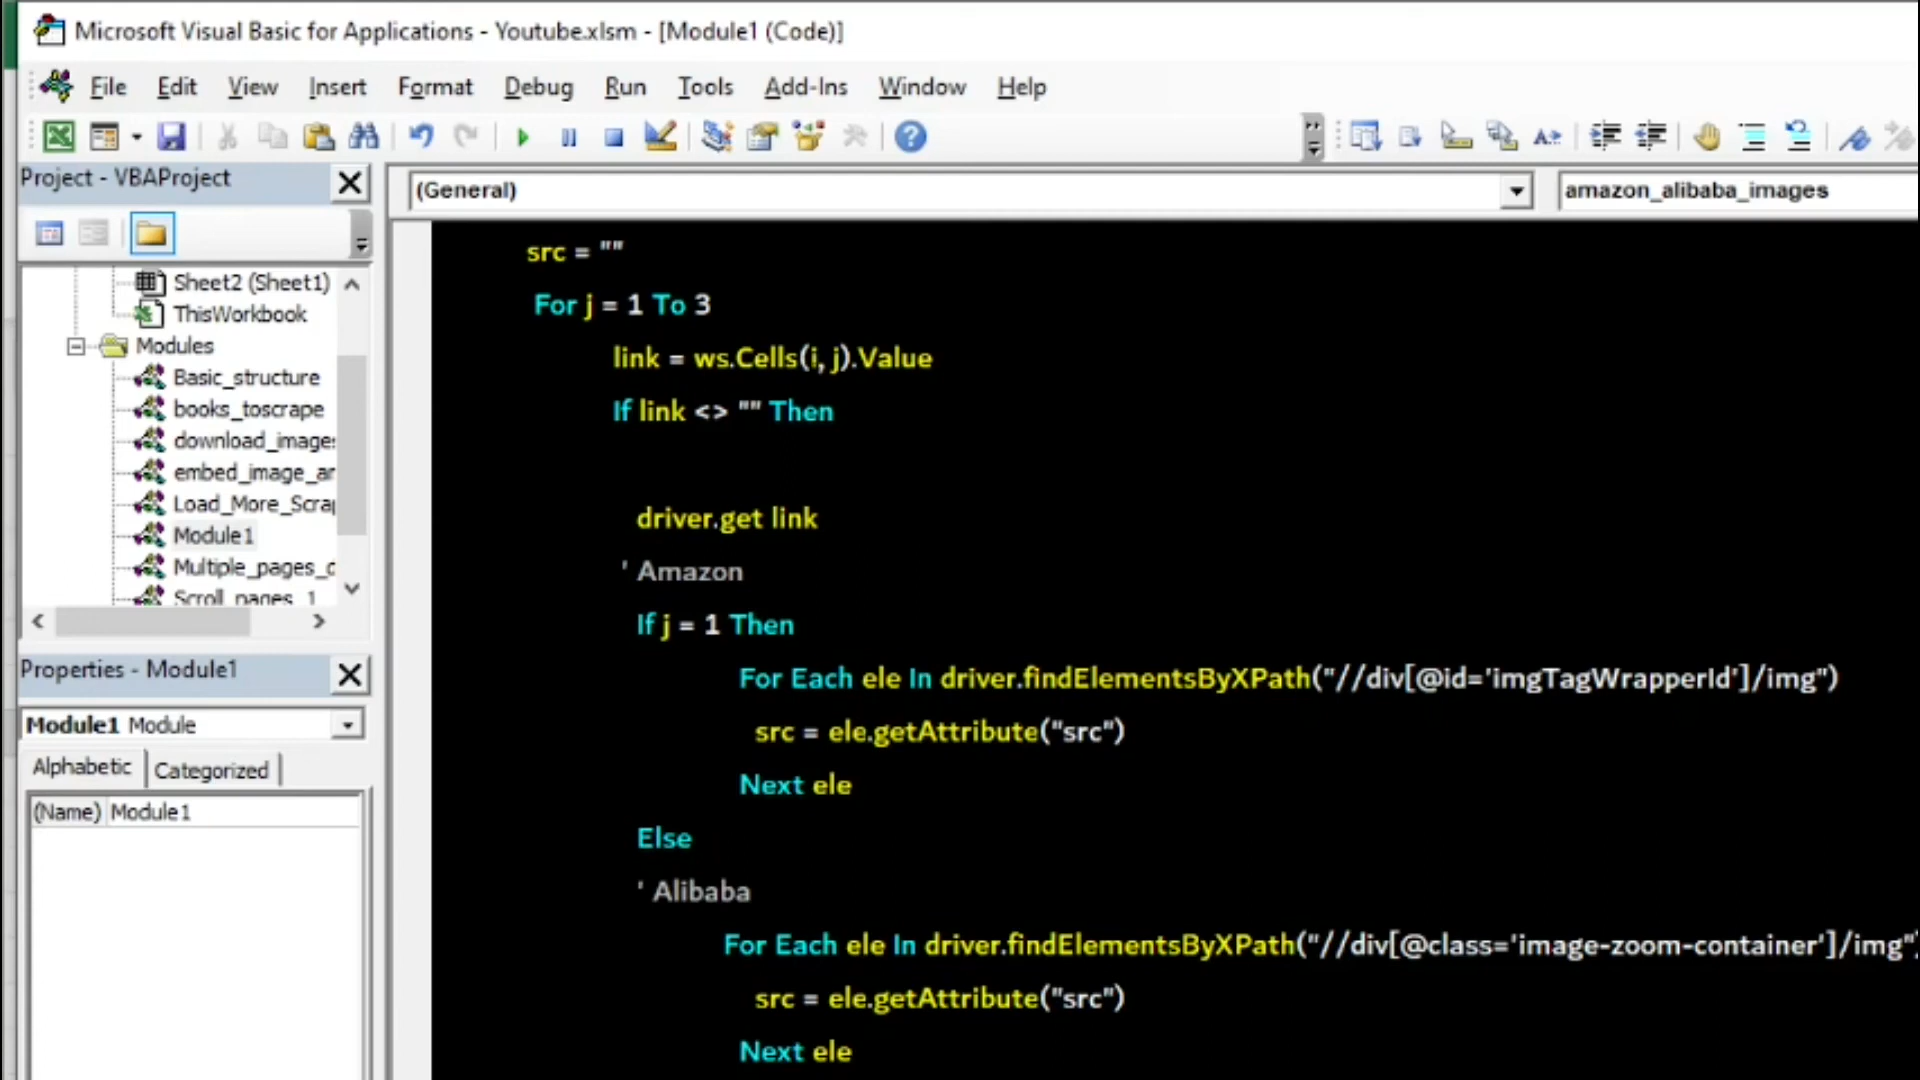 Microsoft Visual Basic for Applications - Youtube.xlsm - [Module1 (Code)]
File Edit View Insert Format Debug Run Tools Add-Ins Window Help
Project - VBAProject
(General)
amazon_alibaba_images
Sheet2 (Sheet1)
ThisWorkbook
Modules
Basic_structure
books_toscrape
download_images
embed_image_ar
Load_More_Scrap
Module1
Multiple_pages_d
Scroll_pages_1
Properties - Module1
Module1 Module
Alphabetic Categorized
(Name) Module1
src = ""
For j = 1 To 3
link = ws.Cells(i, j).Value
If link <> "" Then
driver.get link
' Amazon
If j = 1 Then
For Each ele In driver.findElementsByXPath("//div[@id='imgTagWrapperId']/img")
src = ele.getAttribute("src")
Next ele
Else
' Alibaba
For Each ele In driver.findElementsByXPath("//div[@class='image-zoom-container']/img")
src = ele.getAttribute("src")
Next ele